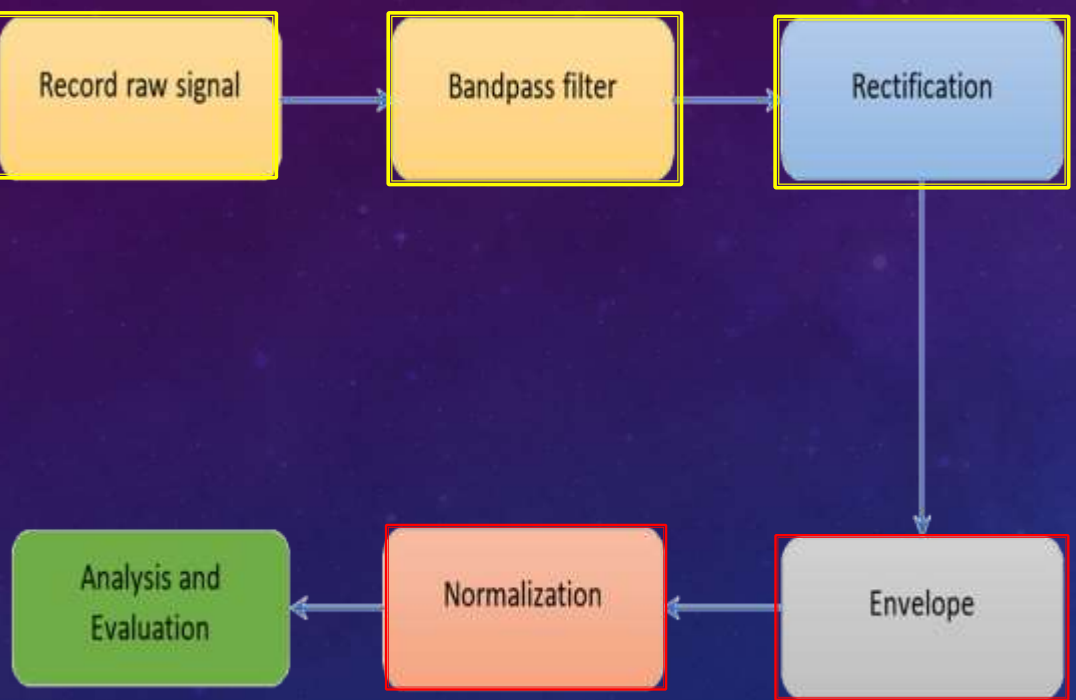 Record raw signal
Bandpass filter
Rectification
Envelope
Normalization
Analysis and
Evaluation